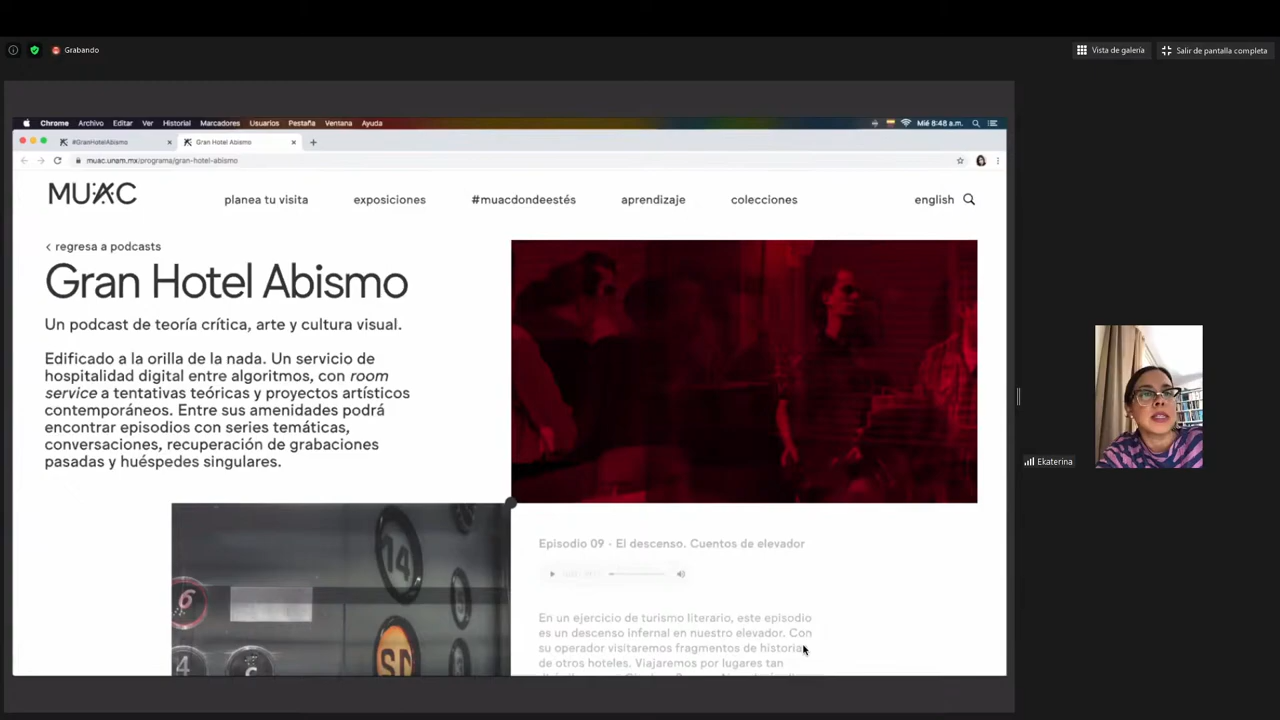 Grabando
Vista de galería
Salir de pantalla completa
Chrome Archivo Editar Ver Historial Marcadores Usuarios Pestaña Ventana Ayuda
Mié 8:48 a.m.
#GranHotelAbismo
Gran Hotel Abismo
muac.unam.mx/programa/gran-hotel-abismo
MUAC
planea tu visita
exposiciones
#muacdondeestés
aprendizaje
colecciones
english
< regresa a podcasts
Gran Hotel Abismo
Un podcast de teoría crítica, arte y cultura visual.
Edificado a la orilla de la nada. Un servicio de
hospitalidad digital entre algoritmos, con room
service a tentativas teóricas y proyectos artísticos
contemporáneos. Entre sus amenidades podrá
encontrar episodios con series temáticas,
conversaciones, recuperación de grabaciones
pasadas y huéspedes singulares.
14
6
4
C
SN
Episodio 09 - El descenso. Cuentos de elevador
En un ejercicio de turismo literario, este episodio
es un descenso infernal en nuestro elevador. Con
su operador visitaremos fragmentos de historias
de otros hoteles. Viajaremos por lugares tan
Ekaterina